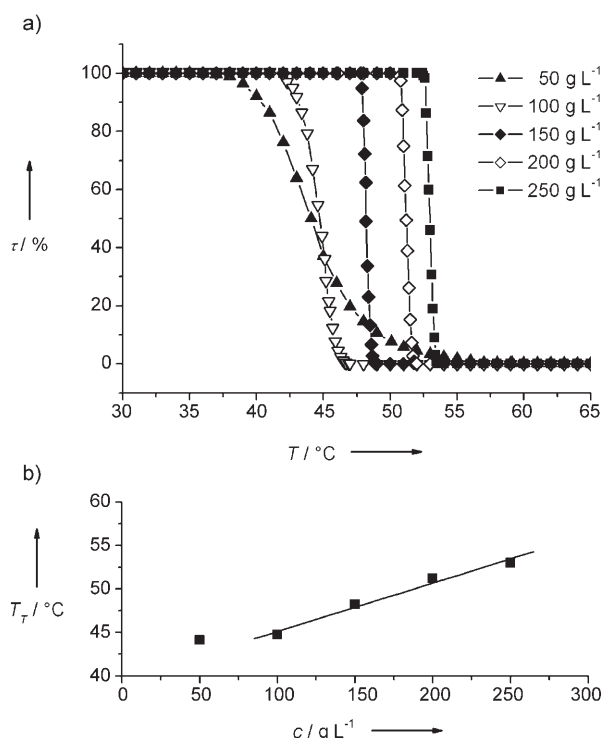 a)
100
80
60
τ / %
40
20
0
30 35 40 45 50 55 60 65
T / °C
50 g L-1
100 g L-1
150 g L-1
200 g L-1
250 g L-1
b)
60
55
TT / °C
50
45
40
0 50 100 150 200 250 300
c / g L-1